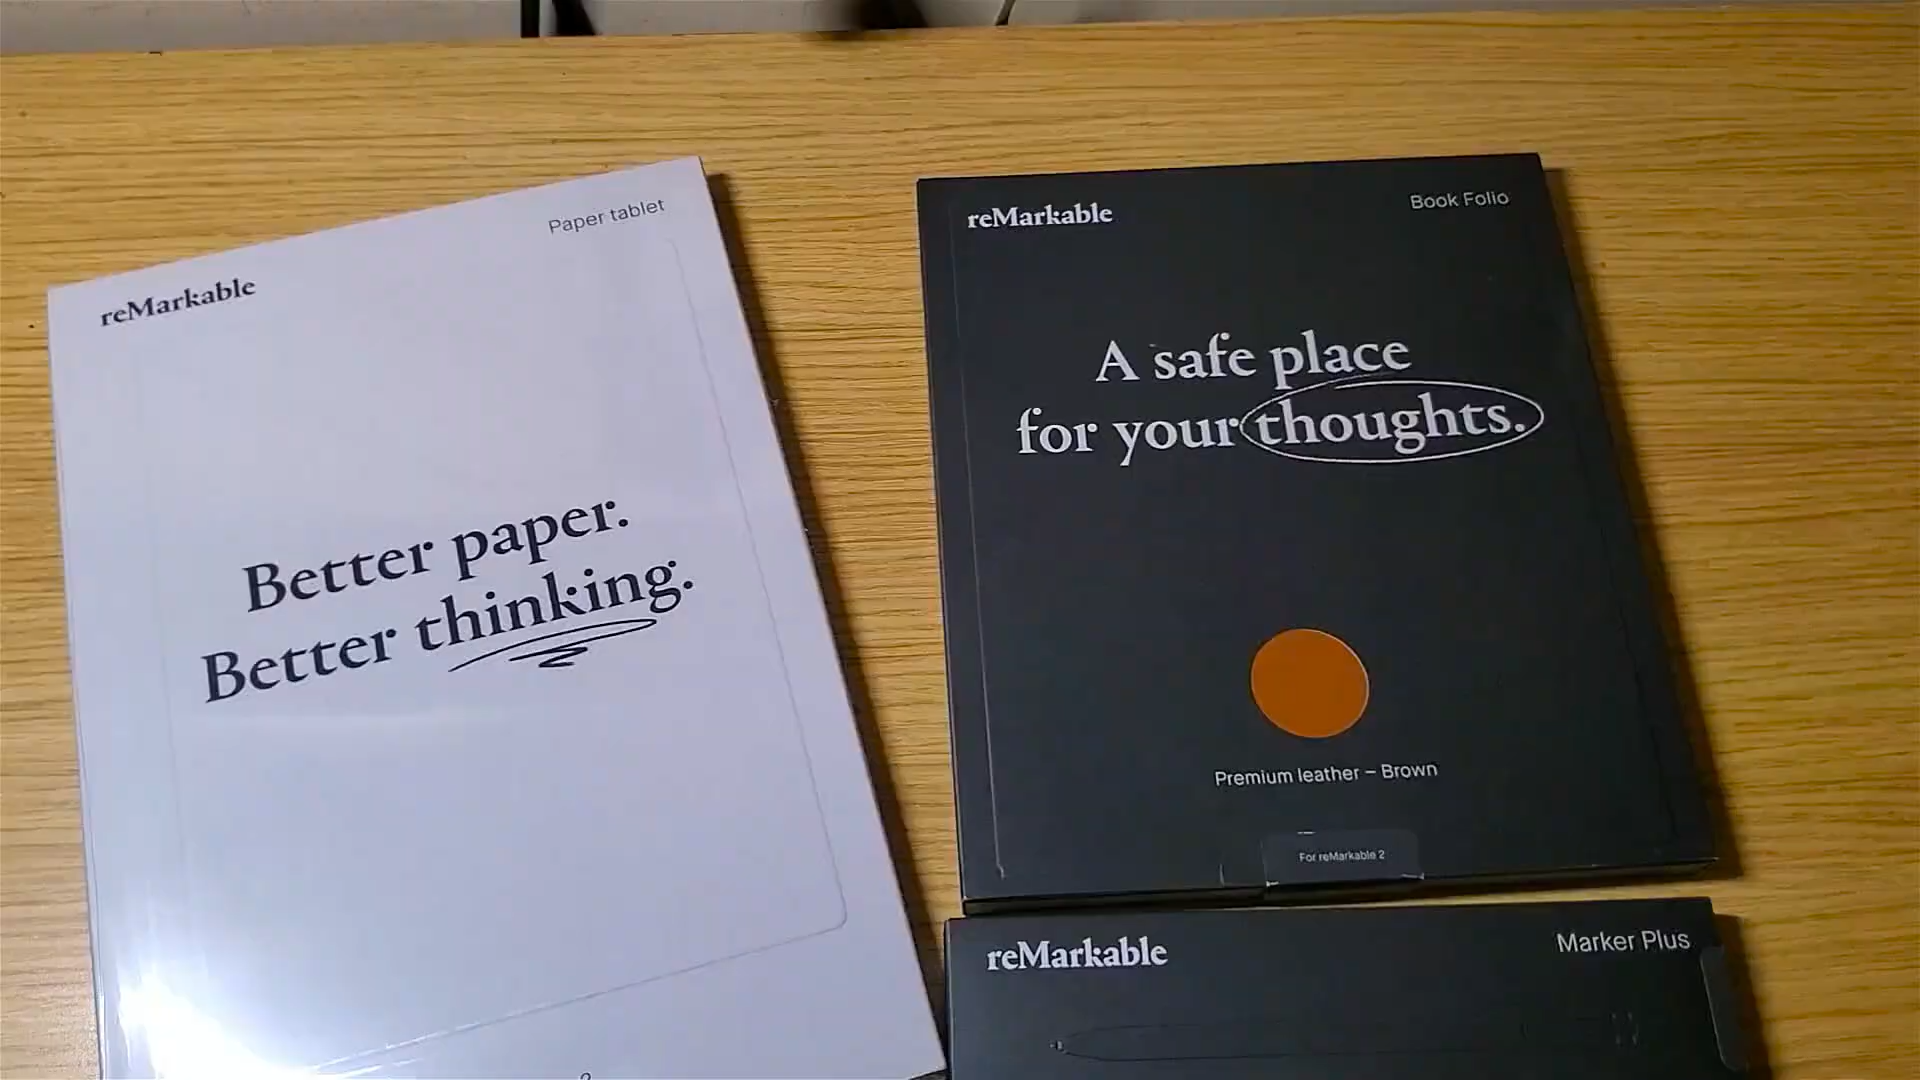 reMarkable
Paper tablet
Better paper.
Better thinking.
reMarkable
Book Folio
A safe place
for your thoughts.
Premium leather – Brown
For reMarkable 2
reMarkable
Marker Plus